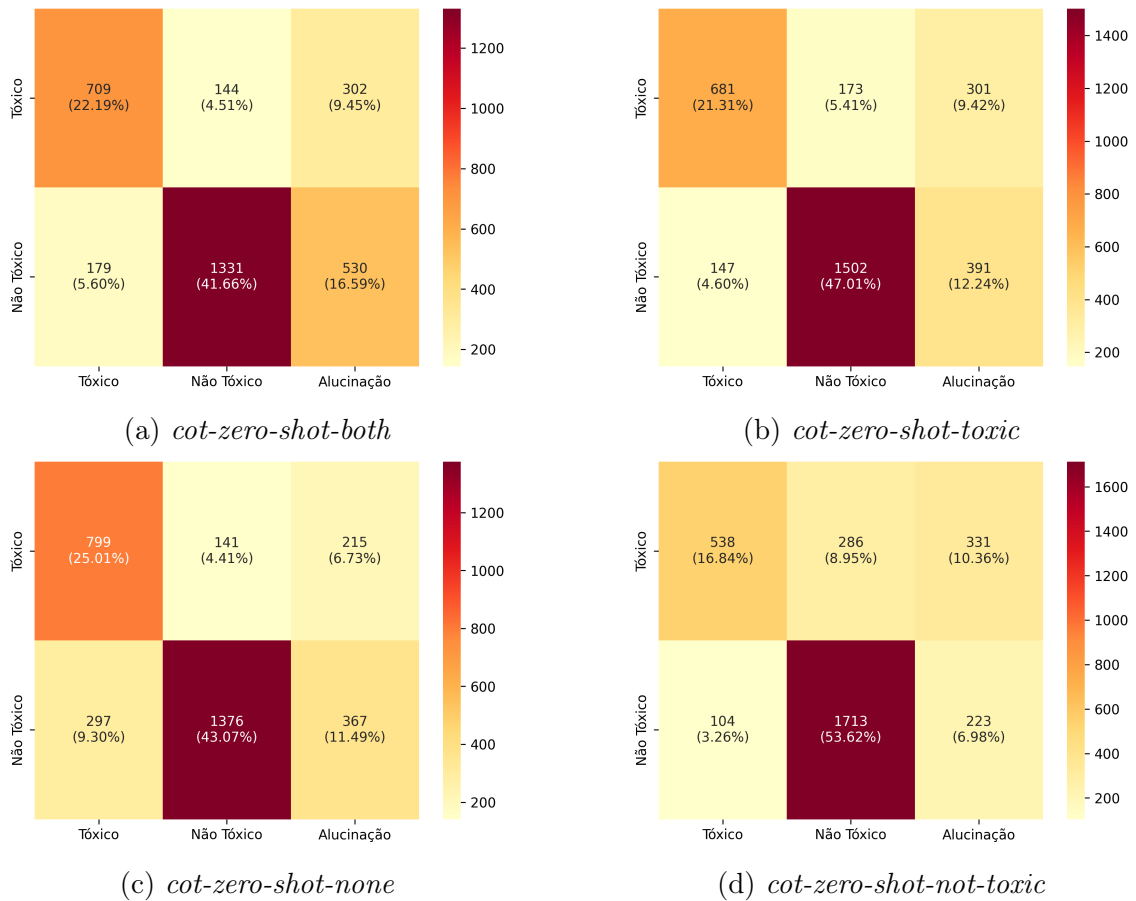 Tóxico
709 144 302
(22.19%) (4.51%) (9.45%)
Não Tóxico
179 1331 530
(5.60%) (41.66%) (16.59%)
Tóxico Não Tóxico Alucinação
1200
1000
800
600
400
200
(a) cot-zero-shot-both
Tóxico
681 173 301
(21.31%) (5.41%) (9.42%)
Não Tóxico
147 1502 391
(4.60%) (47.01%) (12.24%)
Tóxico Não Tóxico Alucinação
1400
1200
1000
800
600
400
200
(b) cot-zero-shot-toxic
Tóxico
799 141 215
(25.01%) (4.41%) (6.73%)
Não Tóxico
297 1376 367
(9.30%) (43.07%) (11.49%)
Tóxico Não Tóxico Alucinação
1200
1000
800
600
400
200
(c) cot-zero-shot-none
Tóxico
538 286 331
(16.84%) (8.95%) (10.36%)
Não Tóxico
104 1713 223
(3.26%) (53.62%) (6.98%)
Tóxico Não Tóxico Alucinação
1600
1400
1200
1000
800
600
400
200
(d) cot-zero-shot-not-toxic